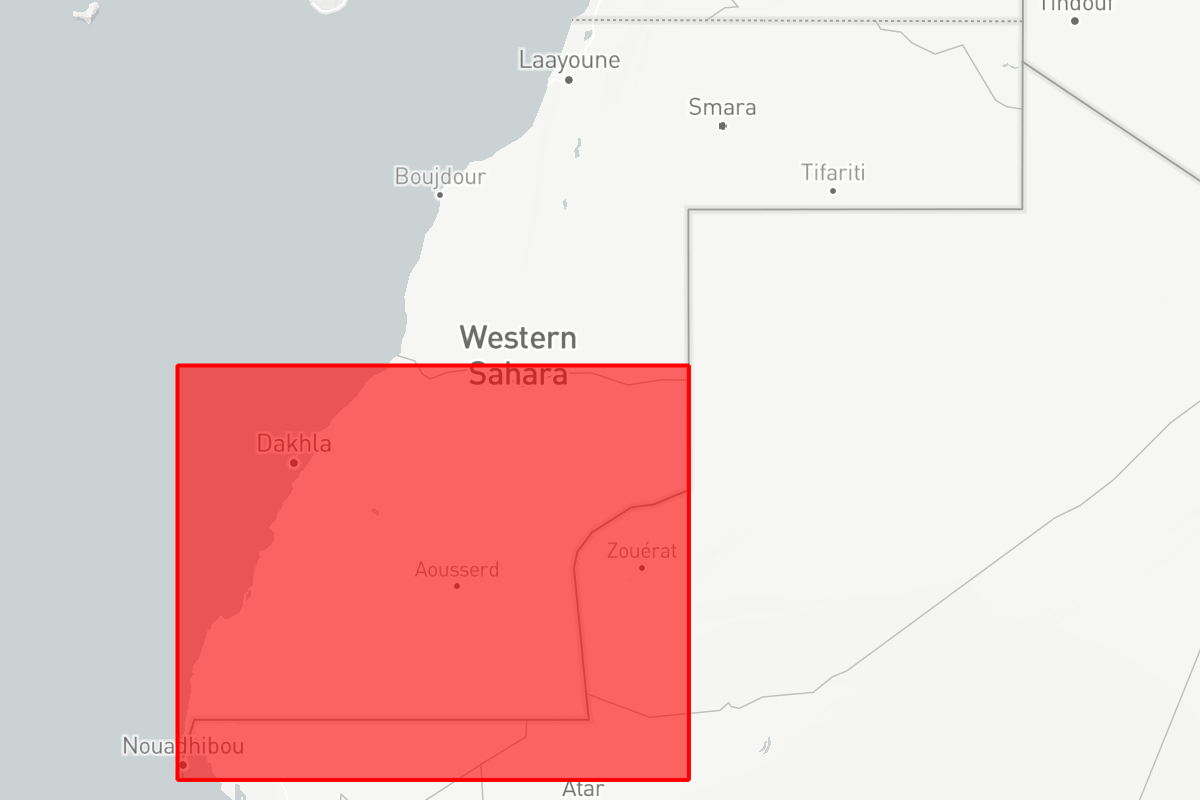 Tindouf
Laayoune
Smara
Tifariti
Boujdour
Western
Sahara
Dakhla
Zouérat
Aousserd
Nouadhibou
Atar